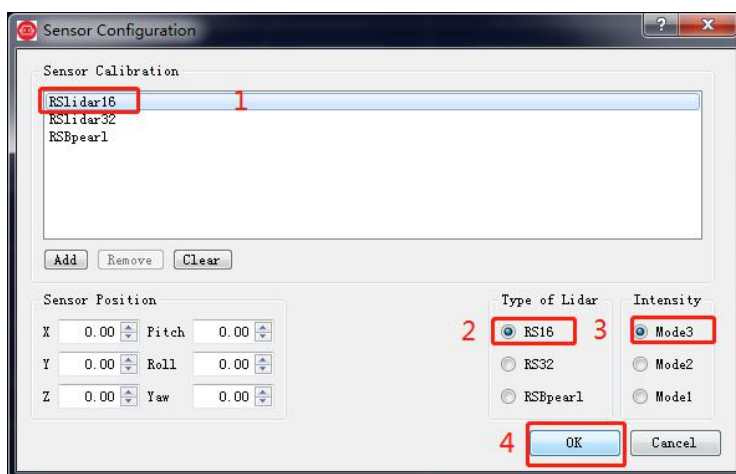 Sensor Configuration
? X
Sensor Calibration
RSlidar16 1
RSlidar32
RSBpearl
Add Remove Clear
Sensor Position
X 0.00 Pitch 0.00
Y 0.00 Roll 0.00
Z 0.00 Yaw 0.00
Type of Lidar
2 RS16
RS32
RSBpearl
Intensity
3 Mode3
Mode2
Mode1
4 OK Cancel